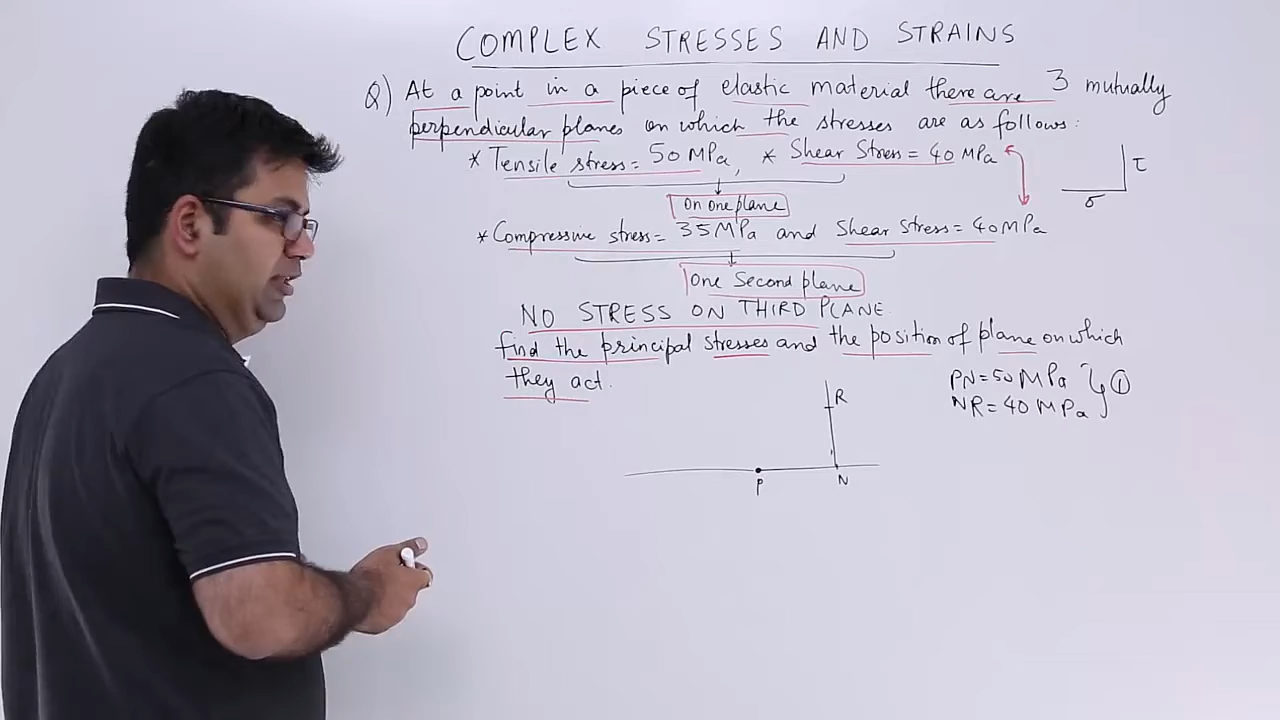 COMPLEX STRESSES AND STRAINS
Q) At a point in a piece of elastic material there are 3 mutually
perpendicular planes on which the stresses are as follows:
* Tensile stress = 50 MPa, * Shear Stress = 40 MPa
τ
σ
On one plane
* Compressive stress = 35 MPa and Shear Stress = 40 MPa
One Second plane
NO STRESS ON THIRD PLANE.
find the principal stresses and the position of plane on which
they act.
PN = 50 MPa
NR = 40 MPa
①
R
P
N